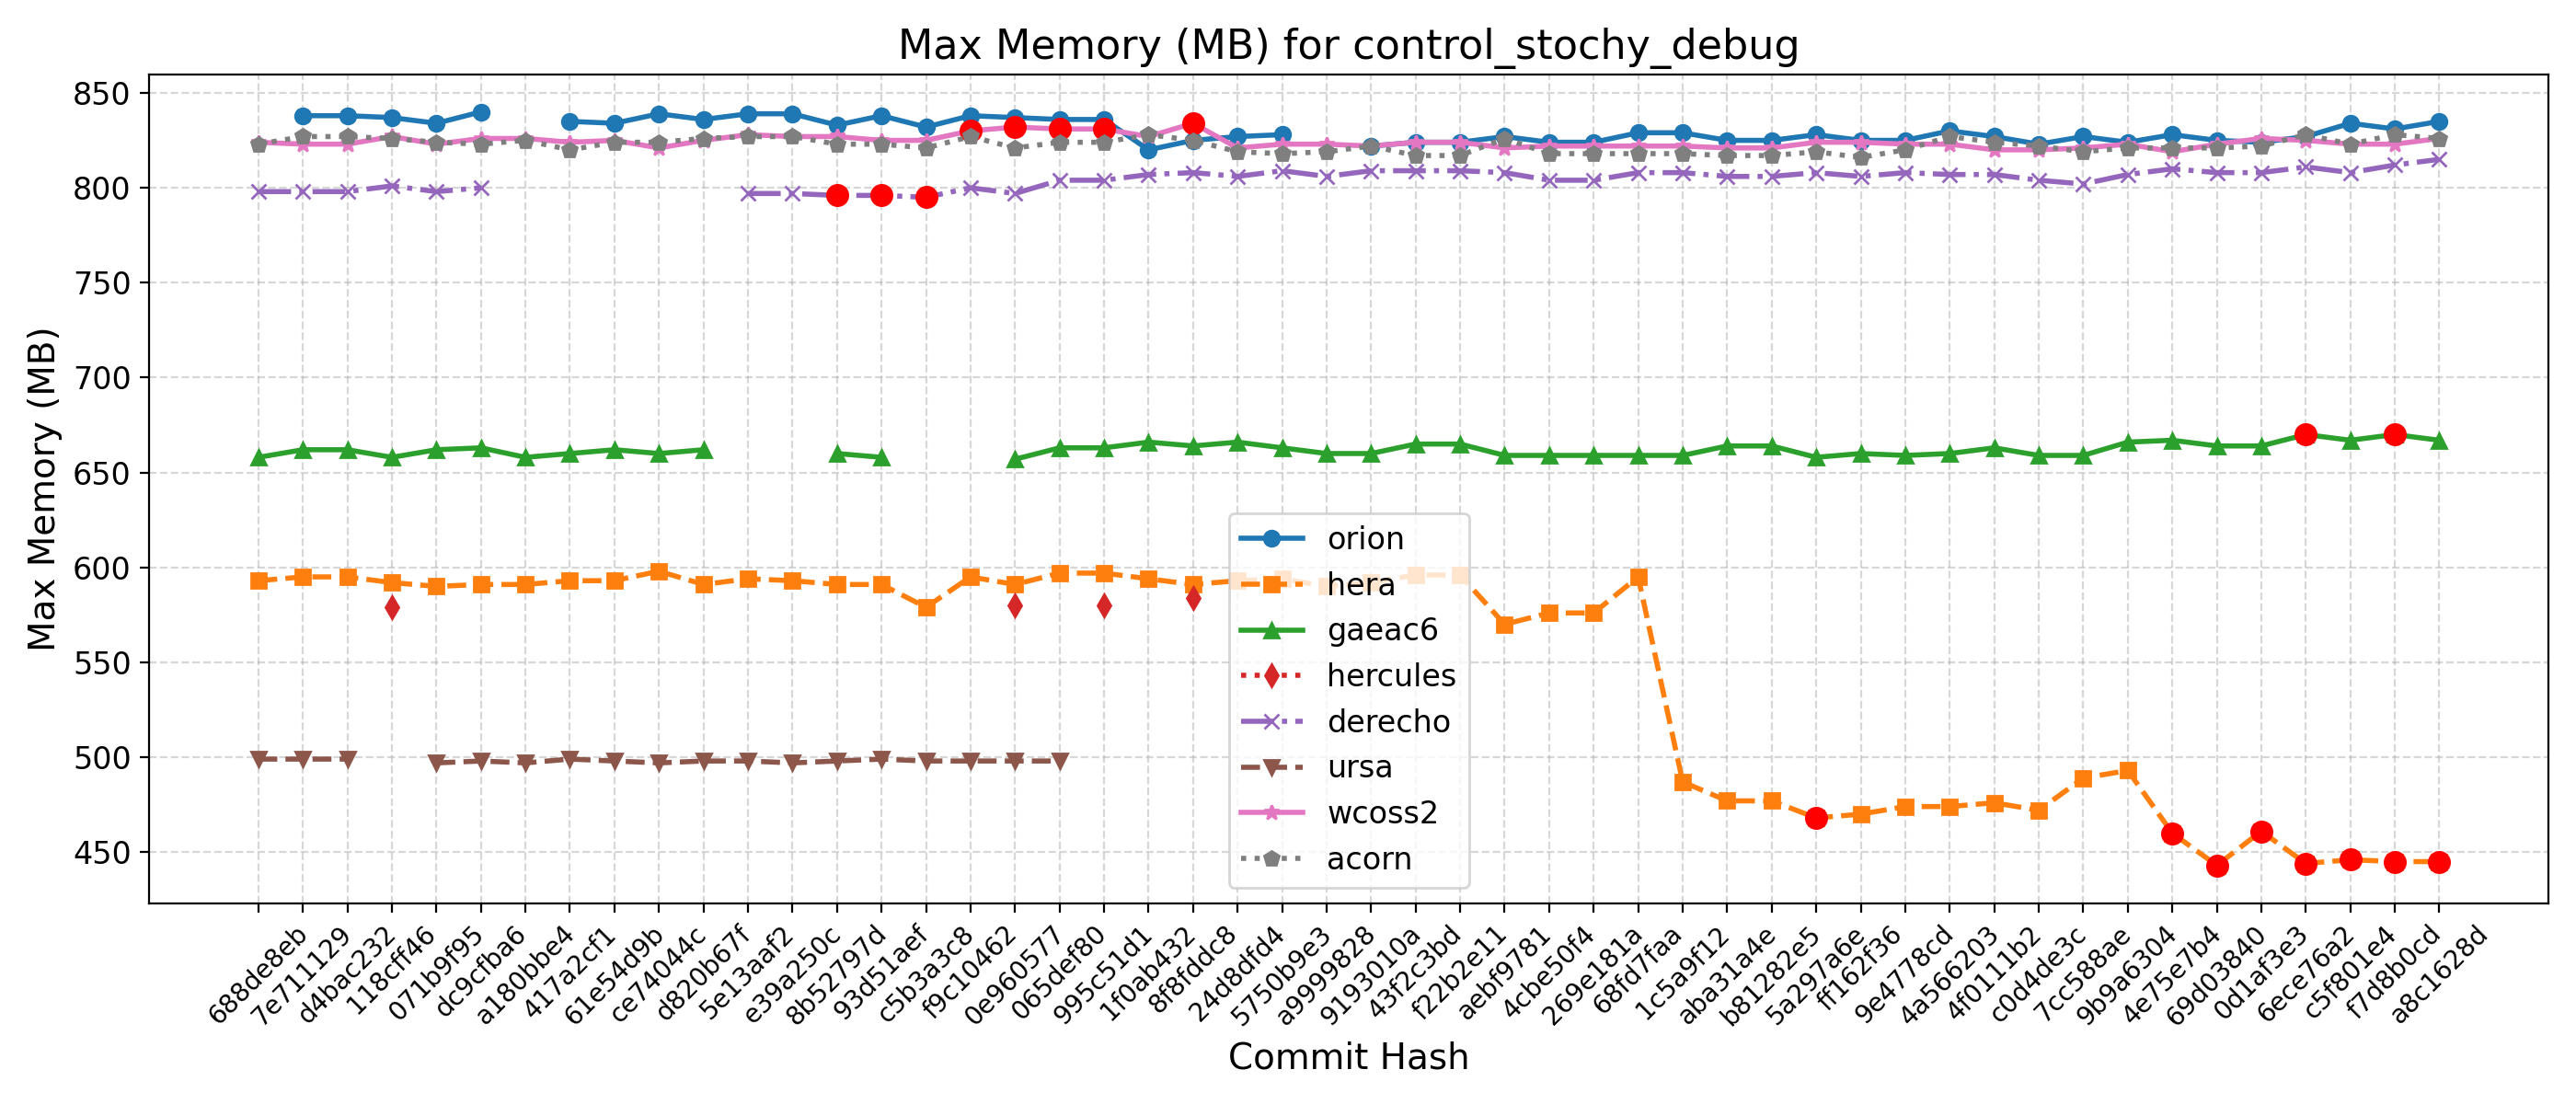 Max Memory (MB) for control_stochy_debug
Max Memory (MB)
850
800
750
700
650
600
550
500
450
orion
hera
gaeac6
hercules
derecho
ursa
wcoss2
acorn
688de8eb
7e711129
d4bac232
118cff46
071b9f95
dc9cfba6
a180bbe4
417a2cf1
61e54d9b
ce74044c
d820b67f
5e13aaf2
e39a250c
8b52797d
93d51aef
c5b3a3c8
f9c10462
0e960577
065def80
995c51d1
1f0ab432
8f8fddc8
24d8dfd4
5750b9e3
a9999828
9193010a
43f2c3bd
f22b2e11
aebf9781
4cbe50f4
269e181a
68fd7faa
1c5a9f12
aba31a4e
b81282e5
5a297a6e
ff162f36
9e4778cd
4a566203
4f0111b2
c0d4de3c
7cc588ae
9b9a6304
4e75e7b4
69d03840
0d1af3e3
6ece76a2
c5f801e4
f7d8b0cd
a8c1628d
Commit Hash